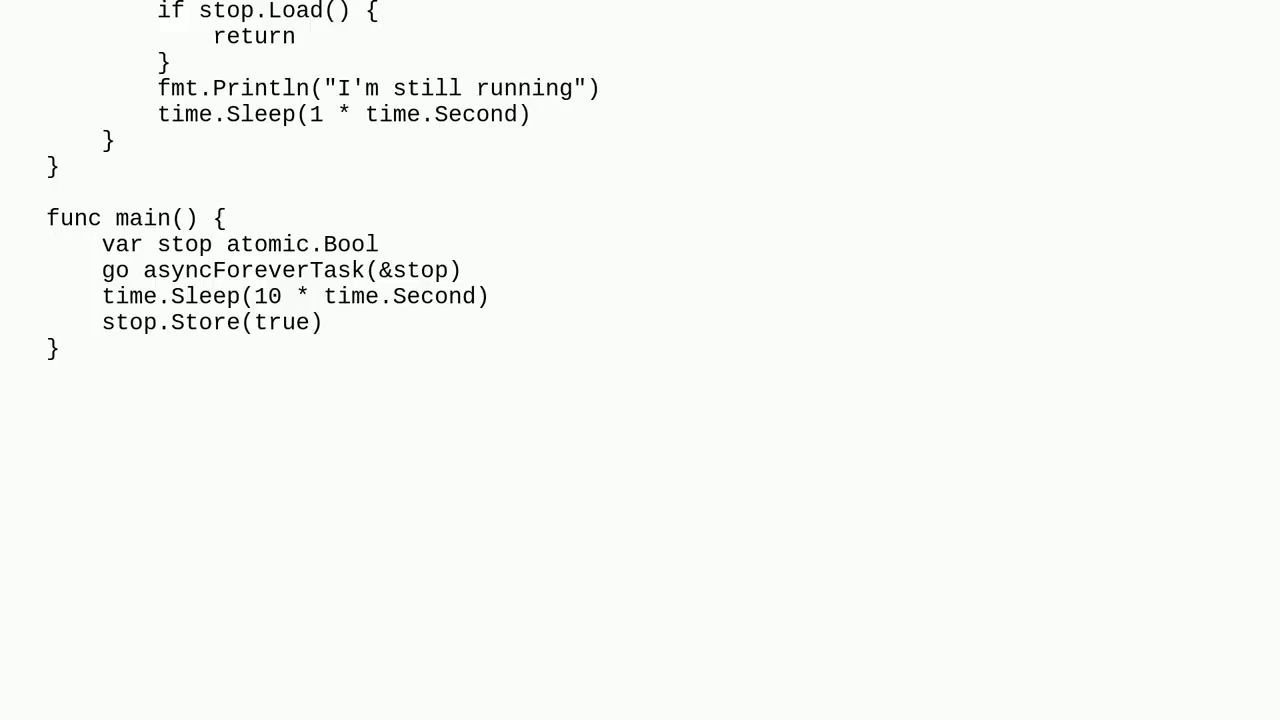 if stop.Load() {
return
}
fmt.Println("I'm still running")
time.Sleep(1 * time.Second)
}
}
func main() {
var stop atomic.Bool
go asyncForeverTask(&stop)
time.Sleep(10 * time.Second)
stop.Store(true)
}